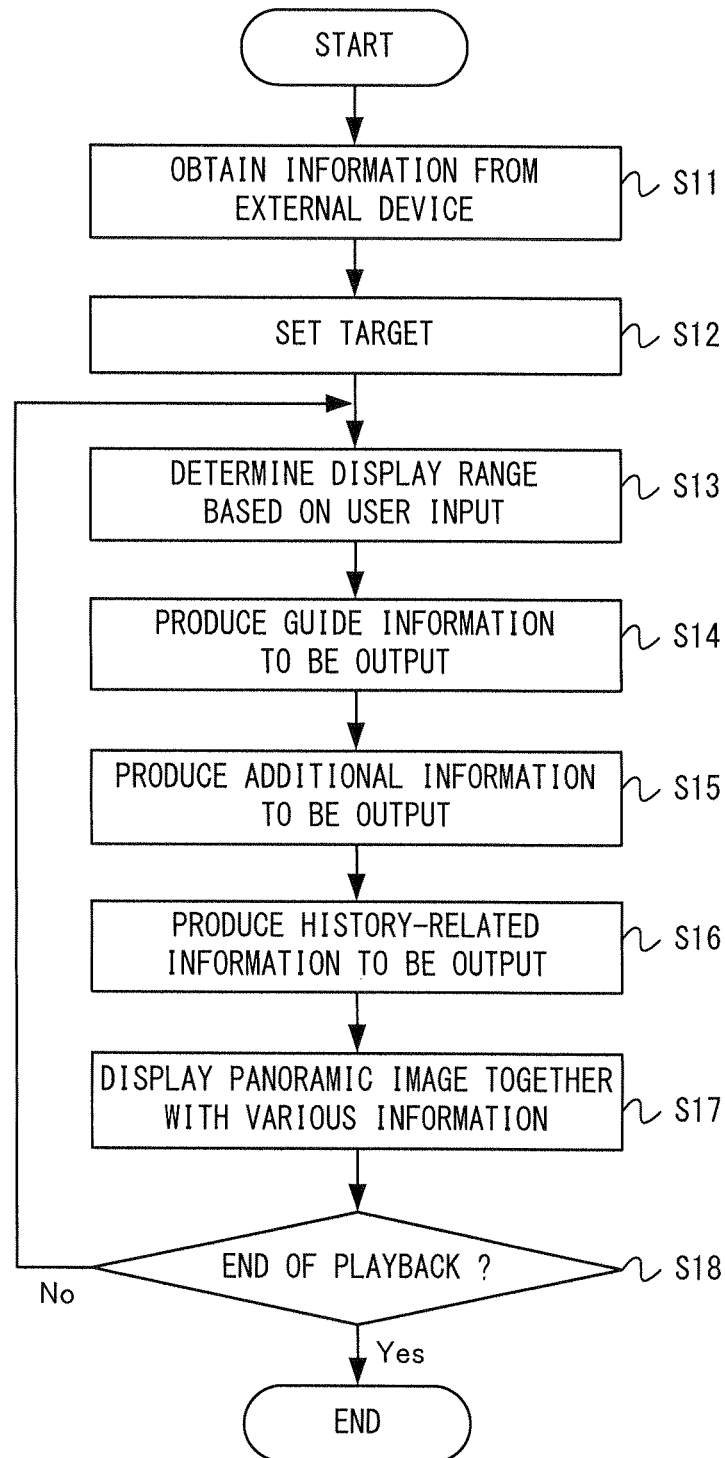 START
OBTAIN INFORMATION FROM
EXTERNAL DEVICE
S11
SET TARGET
S12
DETERMINE DISPLAY RANGE
BASED ON USER INPUT
S13
PRODUCE GUIDE INFORMATION
TO BE OUTPUT
S14
PRODUCE ADDITIONAL INFORMATION
TO BE OUTPUT
S15
PRODUCE HISTORY-RELATED
INFORMATION TO BE OUTPUT
S16
DISPLAY PANORAMIC IMAGE TOGETHER
WITH VARIOUS INFORMATION
S17
END OF PLAYBACK ?
S18
No
Yes
END